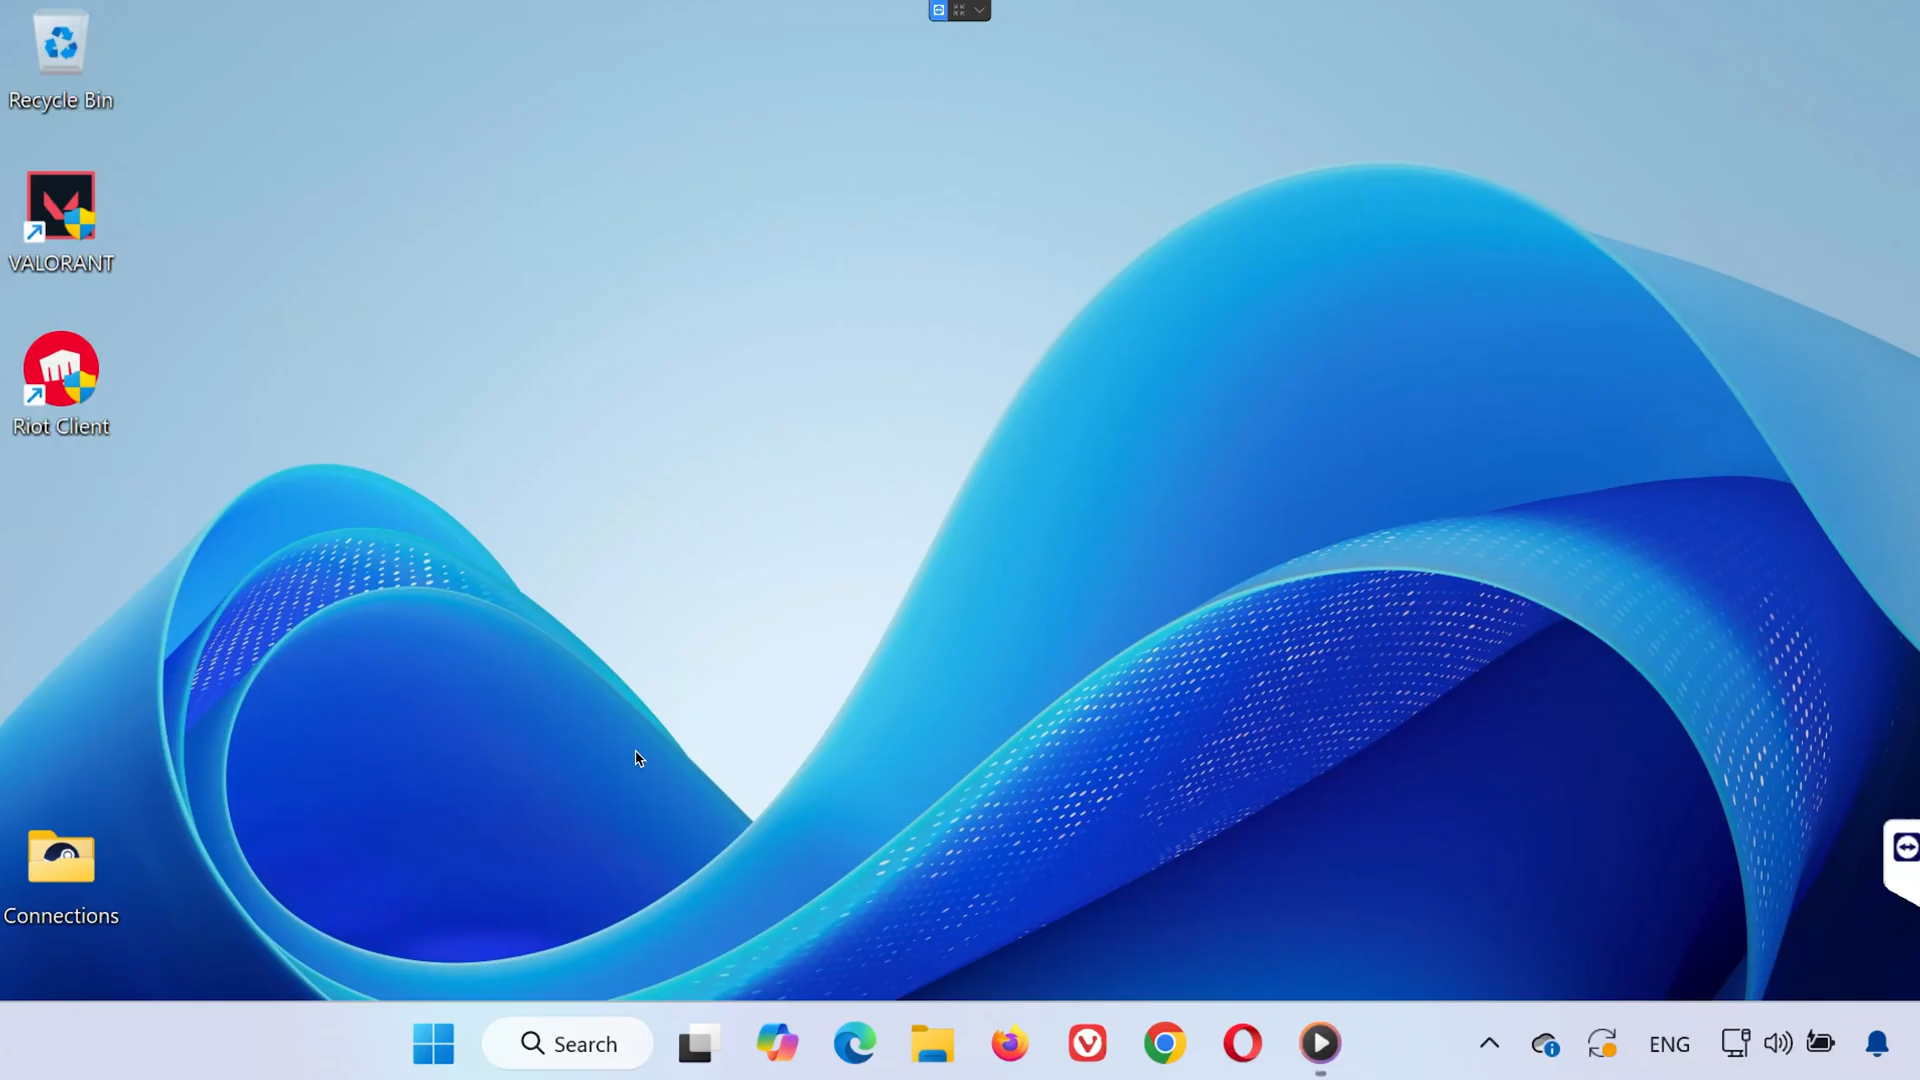 Recycle Bin
VALORANT
Riot Client
Connections
Search
ENG